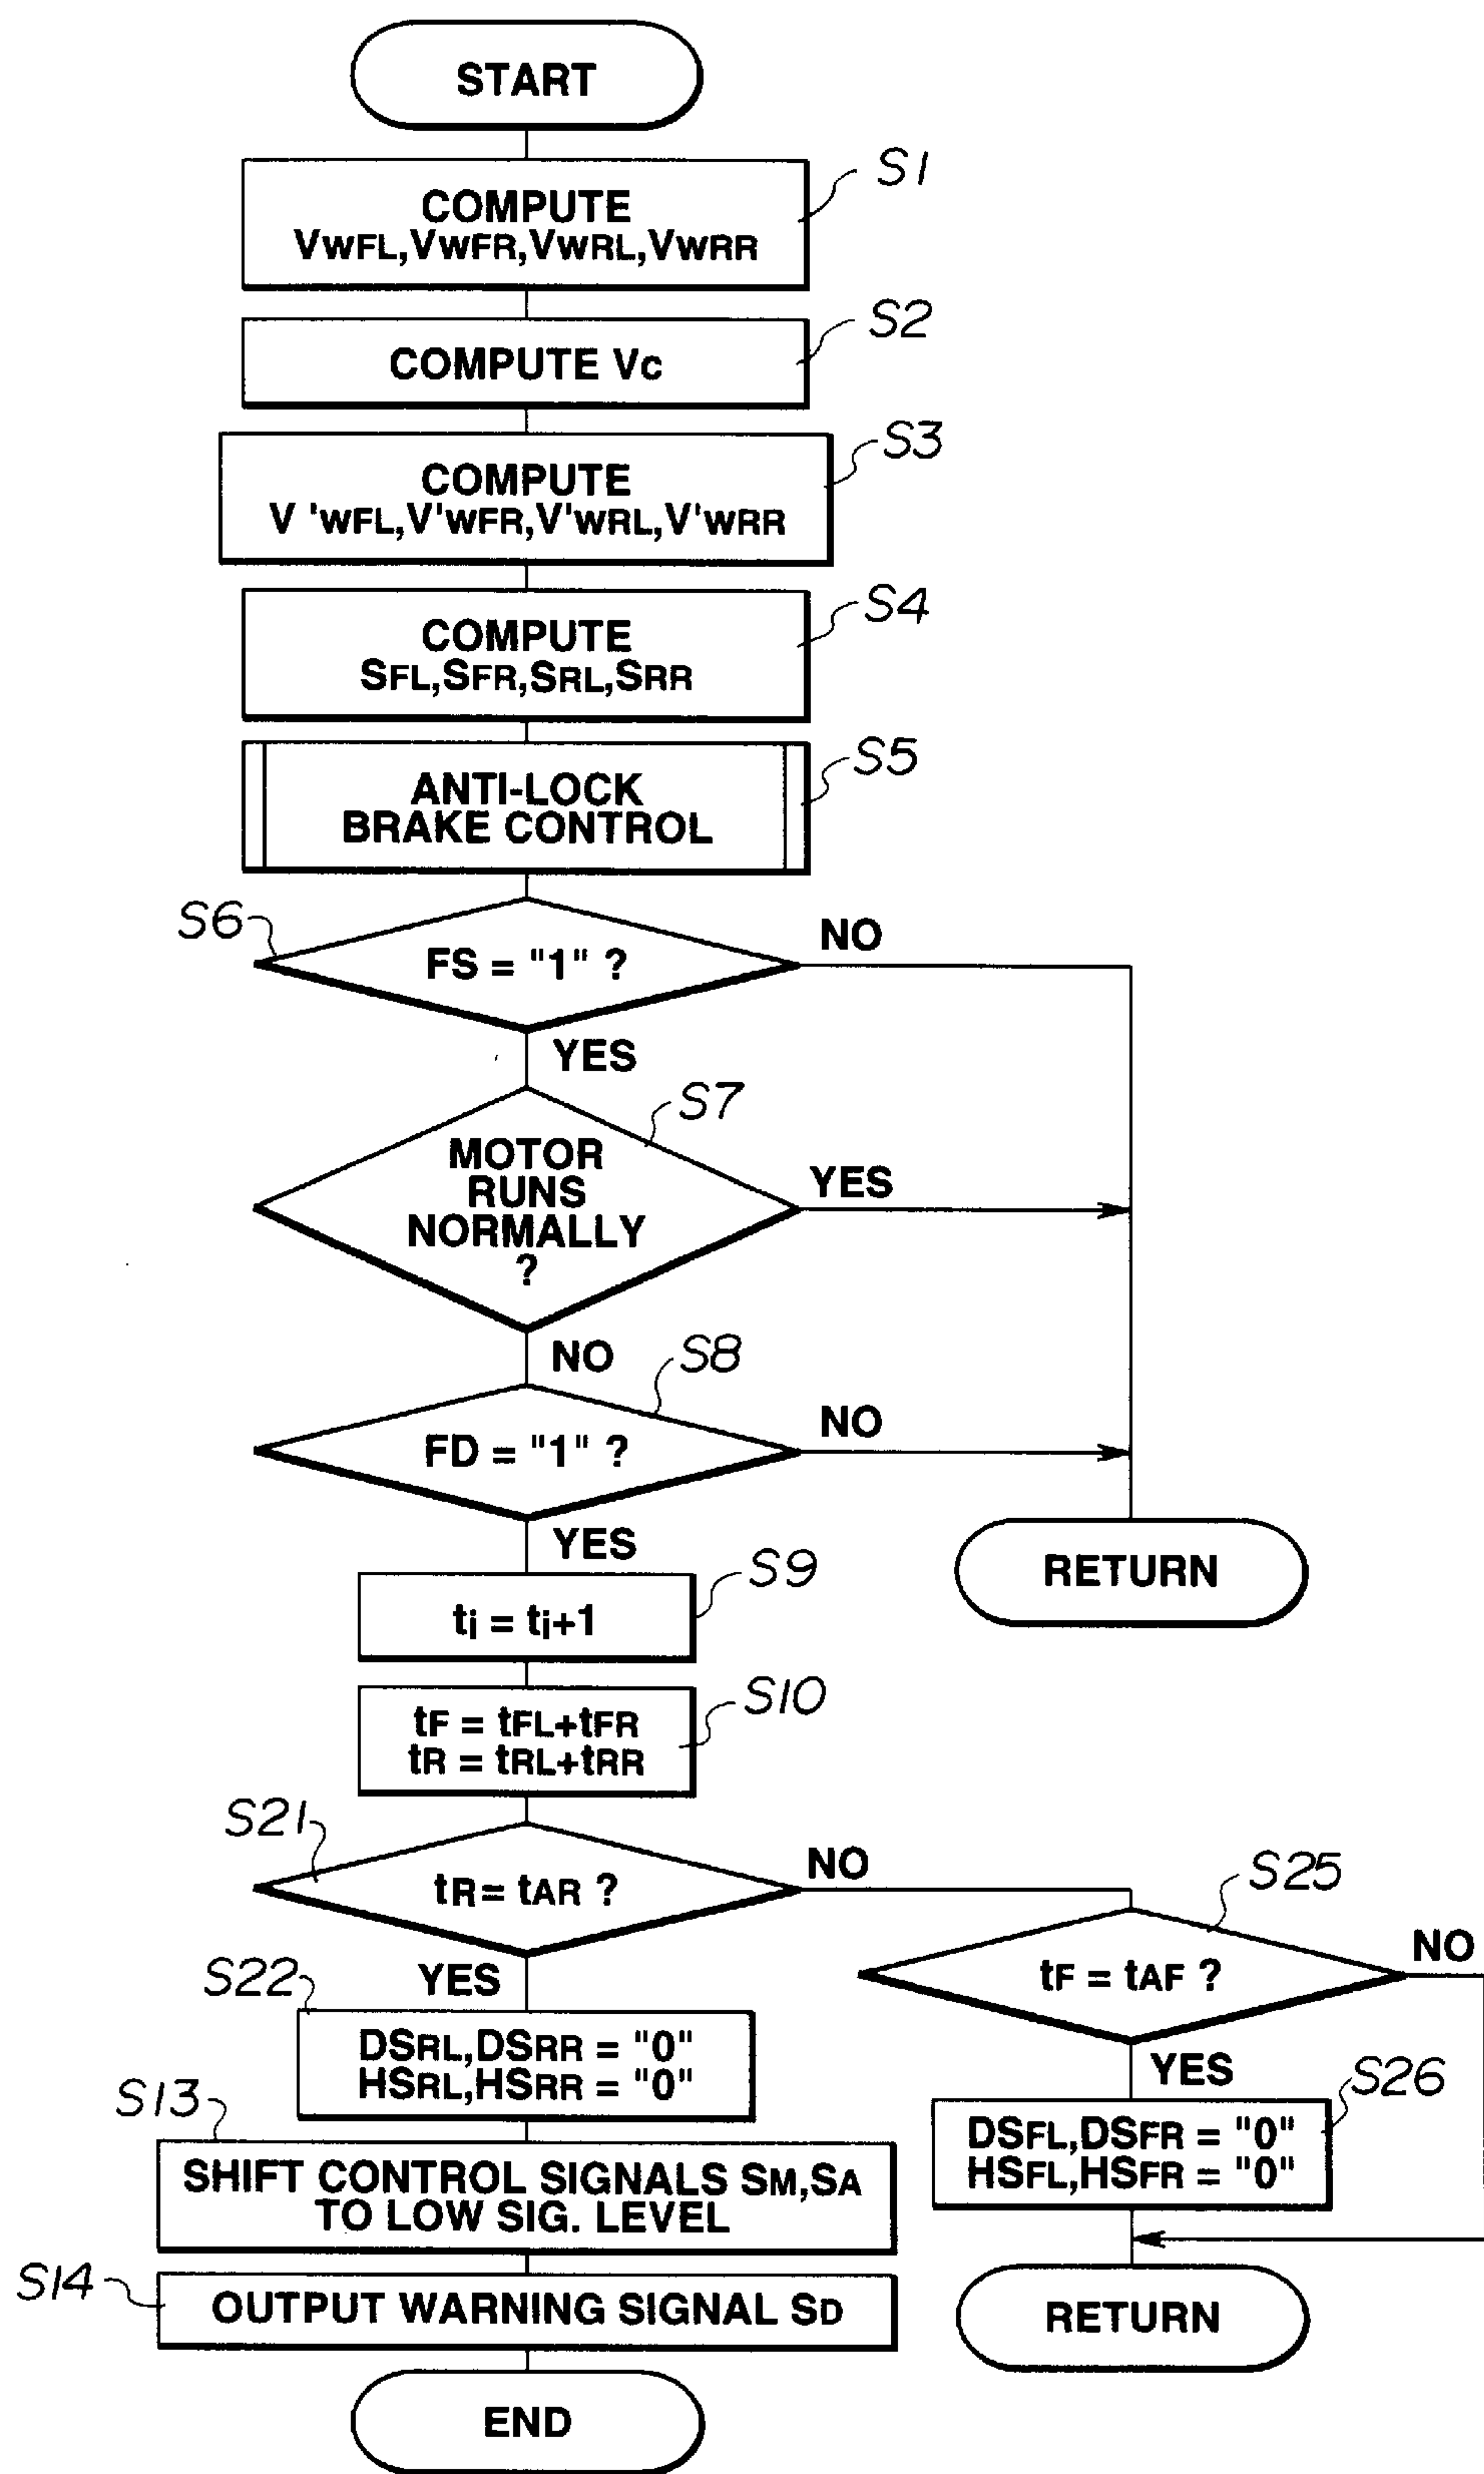 START
S1
COMPUTE
VWFL,VWFR,VWRL,VWRR
S2
COMPUTE Vc
S3
COMPUTE
V 'WFL,V'WFR,V'WRL,V'WRR
S4
COMPUTE
SFL,SFR,SRL,SRR
S5
ANTI-LOCK
BRAKE CONTROL
S6
FS = "1" ?
NO
YES
S7
MOTOR
RUNS
NORMALLY
?
YES
NO
S8
FD = "1" ?
NO
YES
RETURN
S9
ti = ti+1
S10
tF = tFL+tFR
tR = tRL+tRR
S21
tR= tAR ?
NO
S25
tF = tAF ?
NO
YES
S22
DSRL,DSRR = "0"
HSRL,HSRR = "0"
YES
S26
DSFL,DSFR = "0"
HSFL,HSFR = "0"
S13
SHIFT CONTROL SIGNALS SM,SA
TO LOW SIG. LEVEL
S14
OUTPUT WARNING SIGNAL SD
RETURN
END